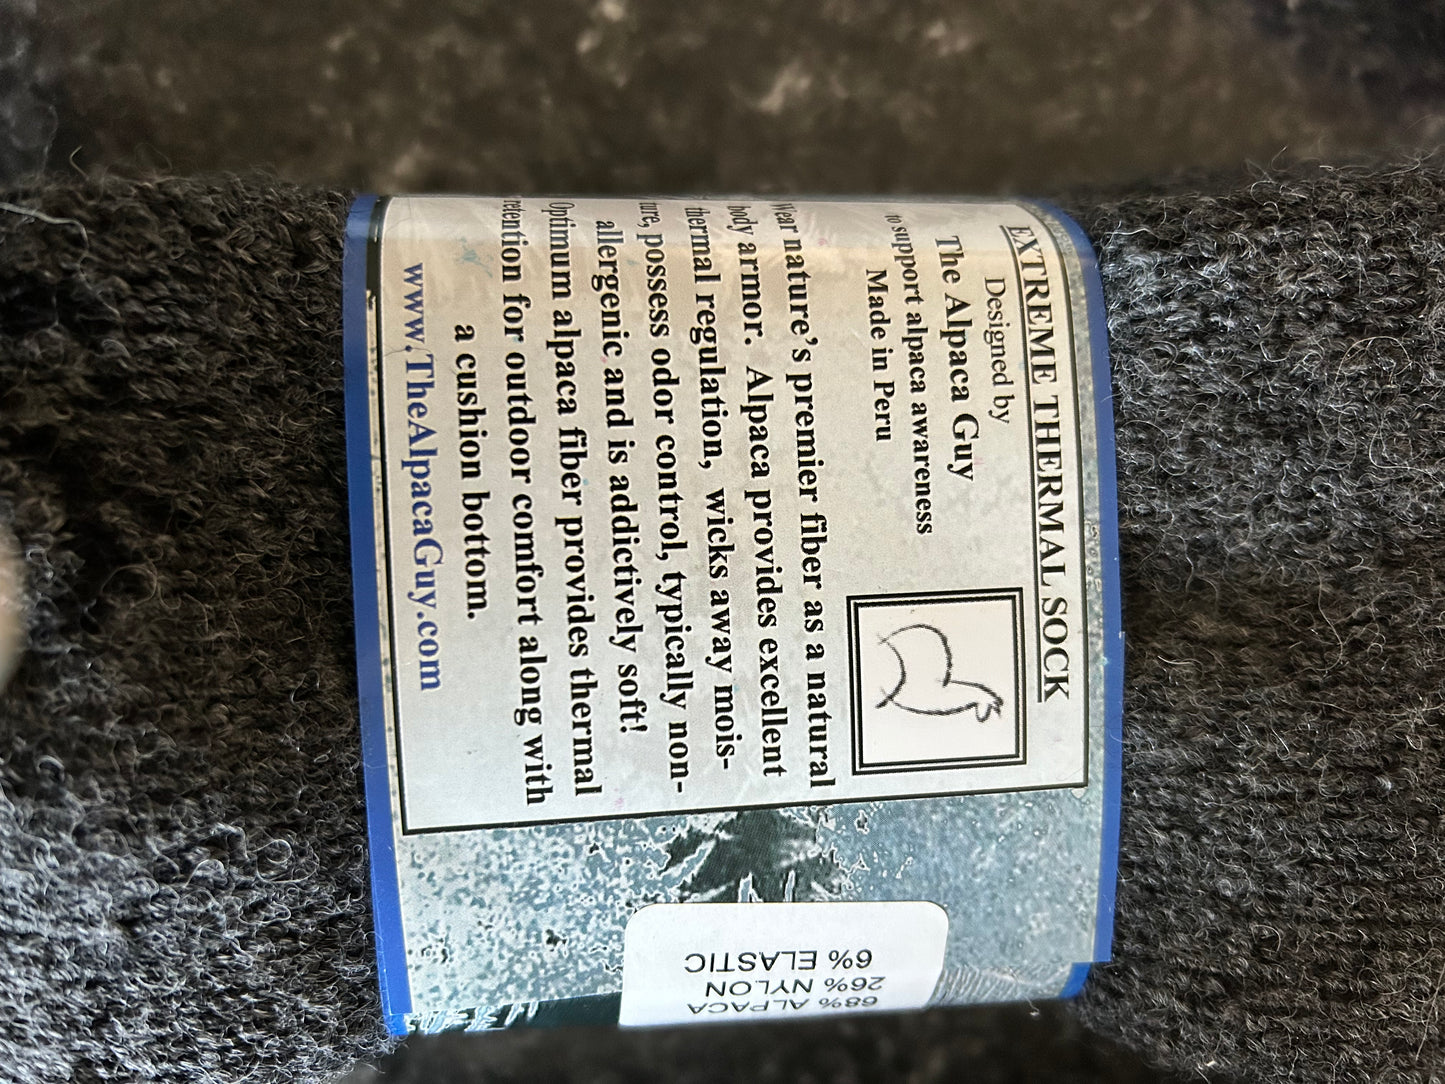 EXTREME THERMAL SOCK
Designed by
The Alpaca Guy
to support alpaca awareness
Made in Peru
Wear nature's premier fiber as a natural
body armor. Alpaca provides excellent
thermal regulation, wicks away mois-
ture, possess odor control, typically non-
allergenic and is addictively soft!
Optimum alpaca fiber provides thermal
retention for outdoor comfort along with
a cushion bottom.
www.TheAlpacaGuy.com
68% ALPACA
26% NYLON
6% ELASTIC